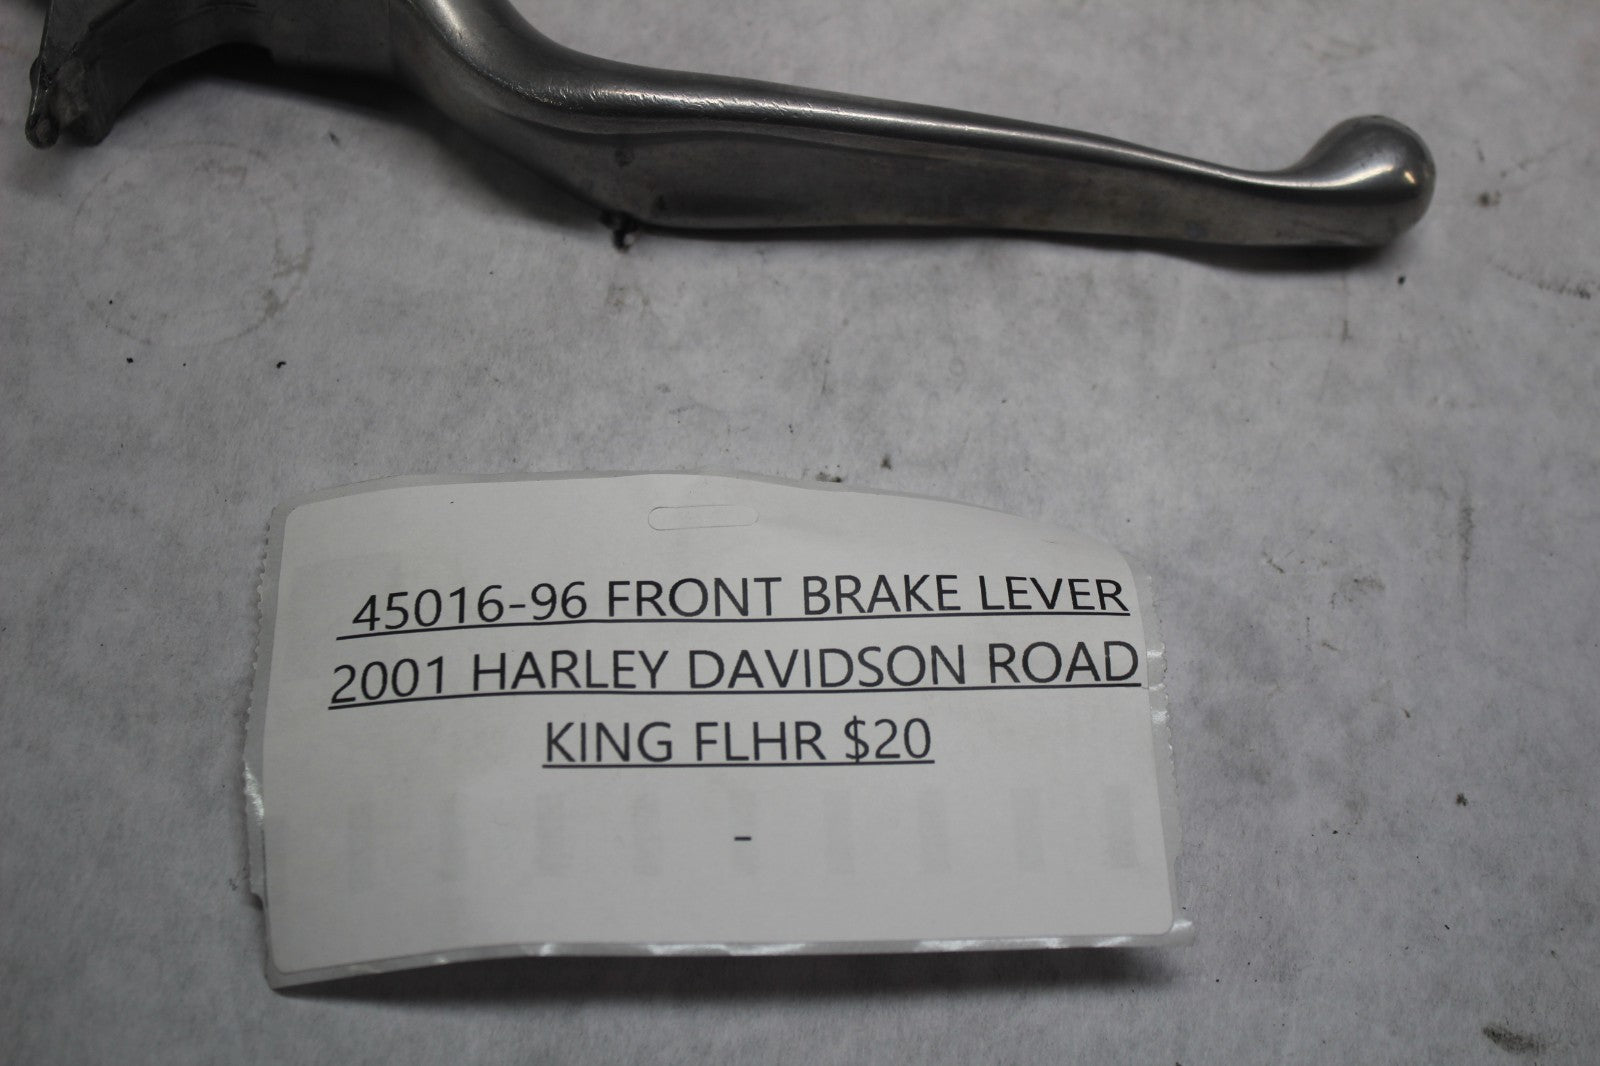 45016-96 FRONT BRAKE LEVER
2001 HARLEY DAVIDSON ROAD
KING FLHR $20
-